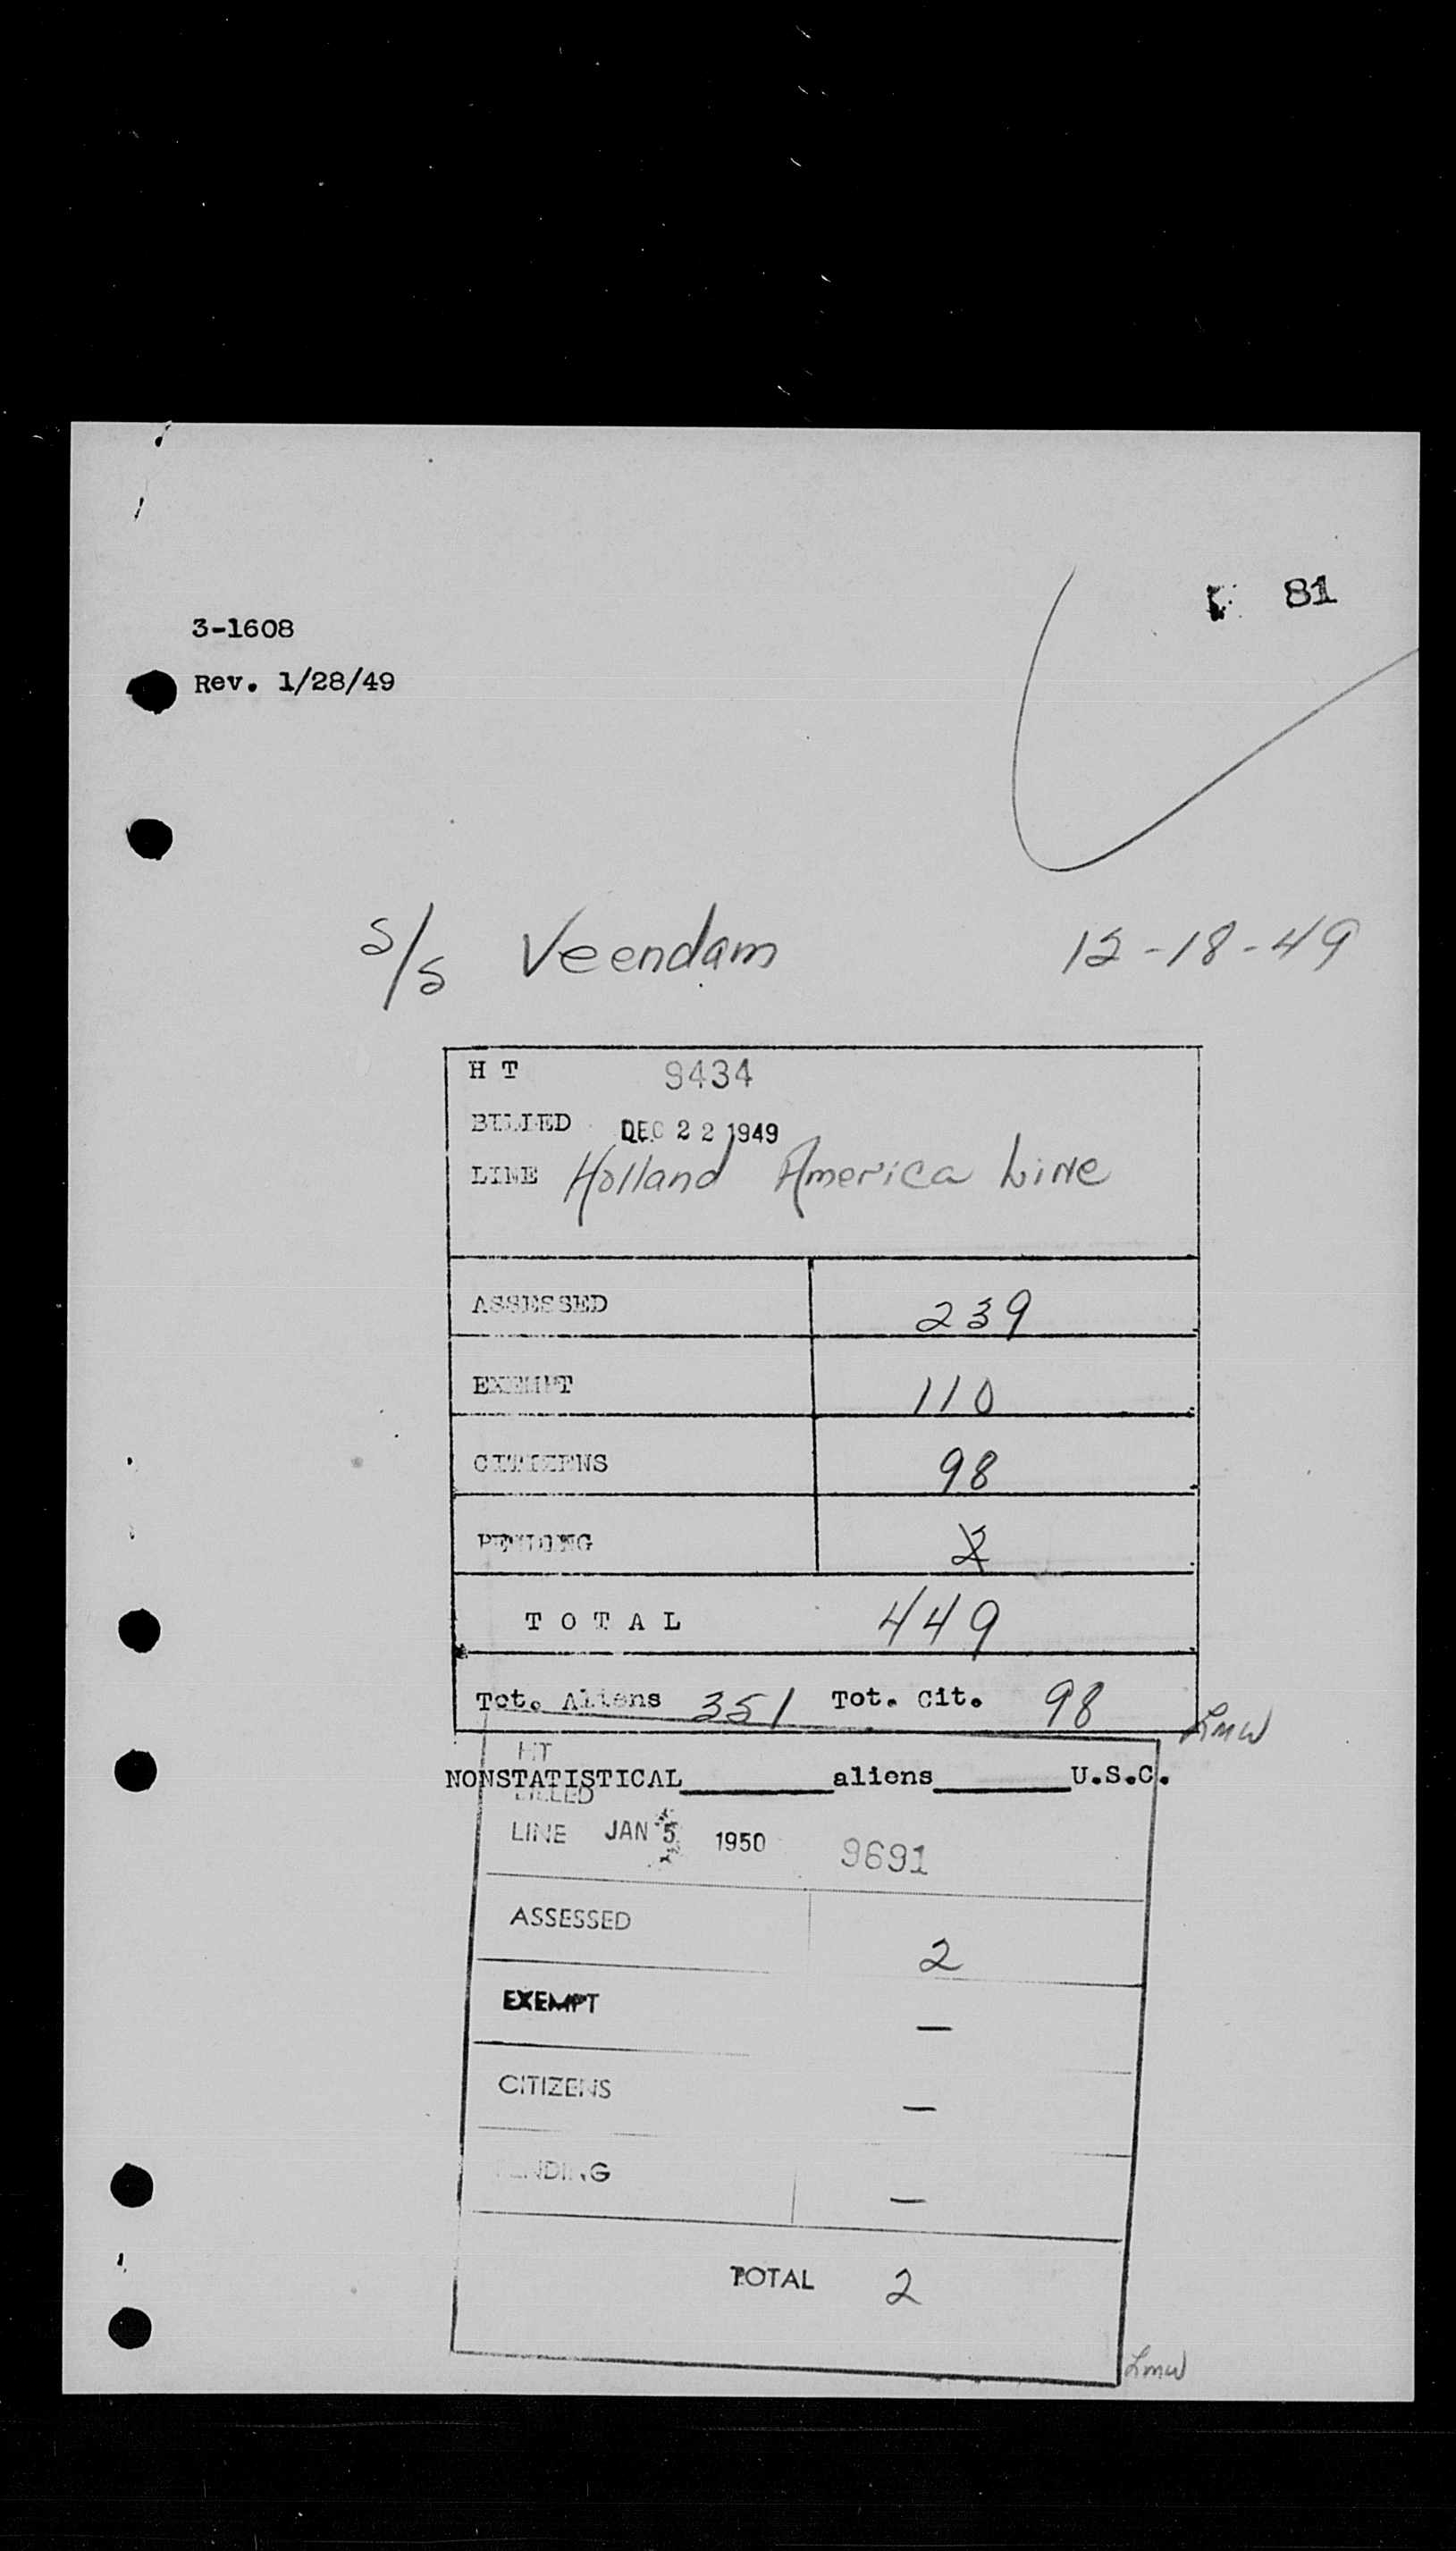 81
3-1608
Rev. 1/28/49
S/S Veendam 12-18-49
H T 9434
BILLED DEC 22 1949
LINE Holland America Line
ASSESSED 239
EXEMPT 110
CITIZENS 98
PENDING 2
TOTAL 449
Tot. Aliens 351 Tot. Cit. 98
LMW
HT
NONSTATISTICAL aliens U.S.C.
BILLED
LINE JAN 5 1950 9691
ASSESSED 2
EXEMPT —
CITIZENS —
PENDING —
TOTAL 2
Lmw